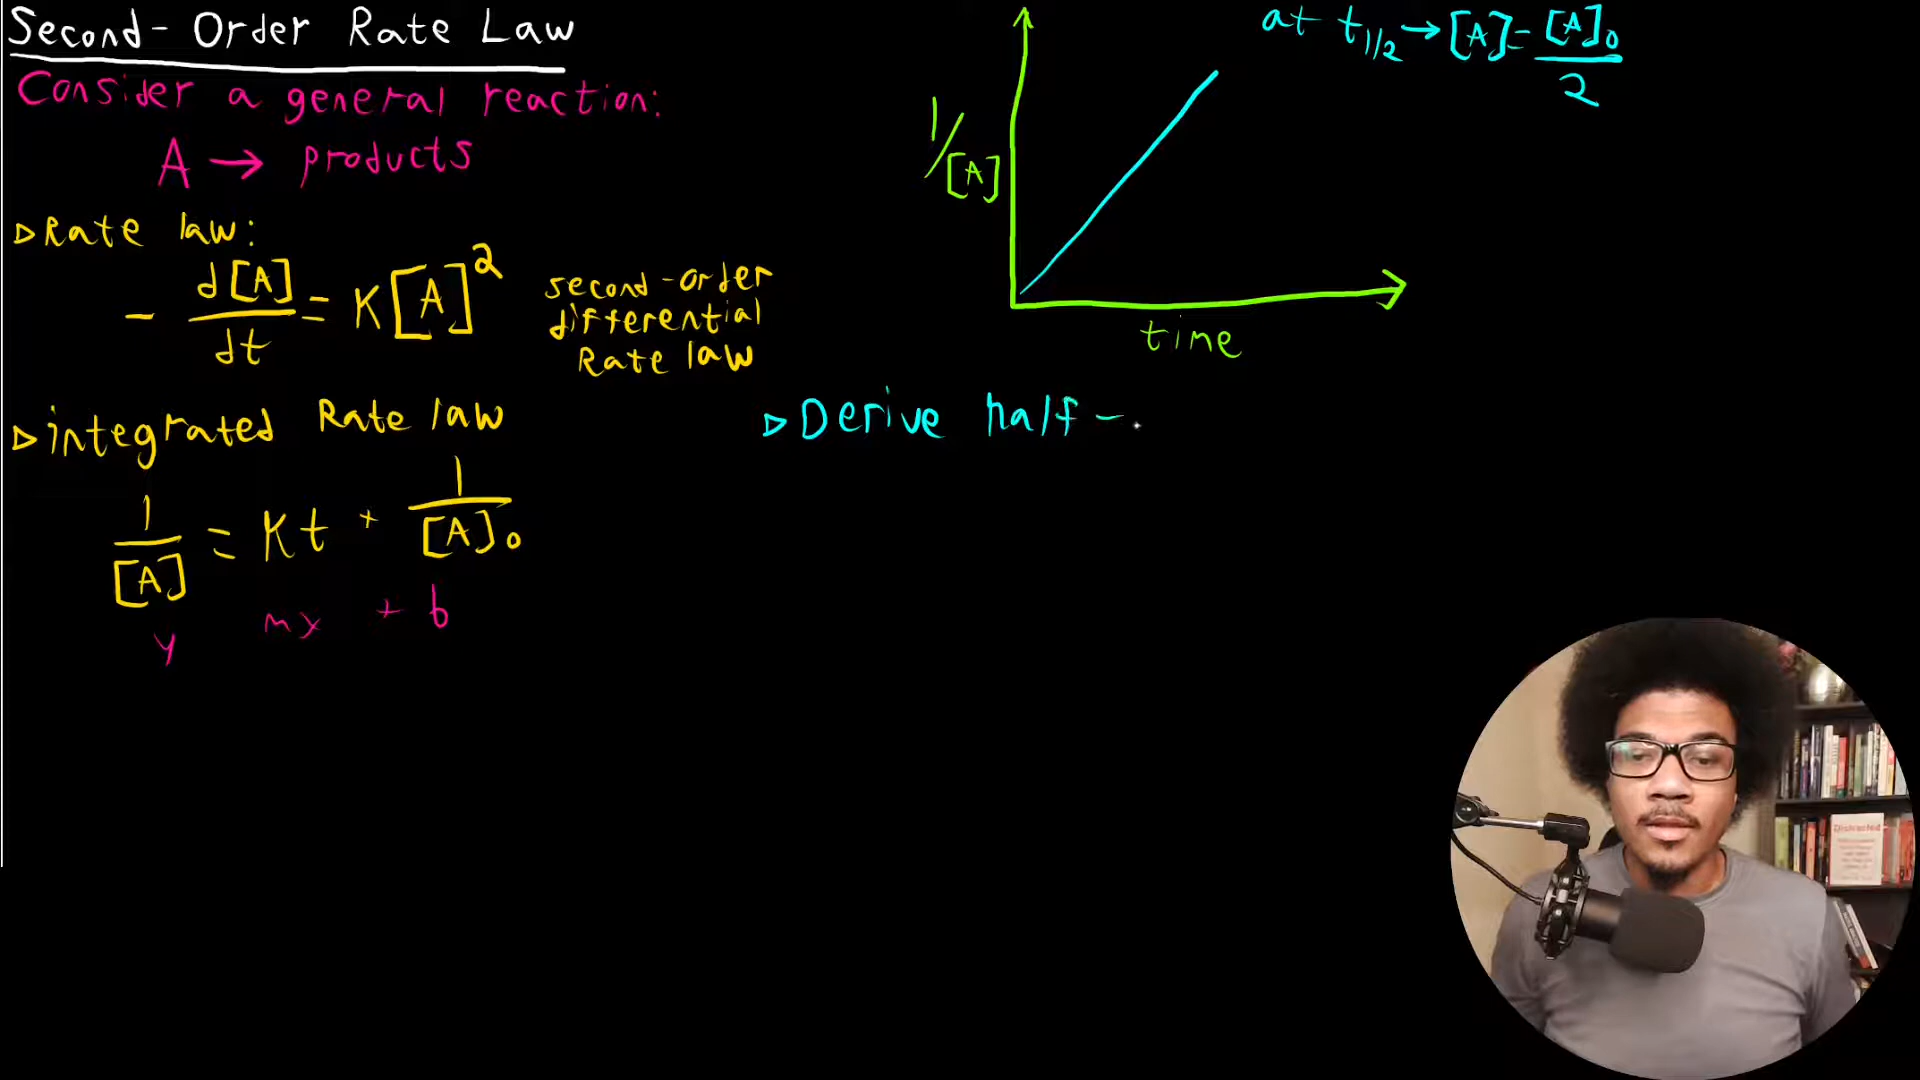 Second-Order Rate Law
Consider a general reaction:
A → products
▷Rate law:
- d[A]/dt = K[A]²
second-order
differential
Rate law
▷integrated Rate law
1/[A] = Kt + 1/[A]₀
y mx + b
at t₁/₂ → [A] = [A]₀/2
1/[A]
time
▷Derive half-
Distracted